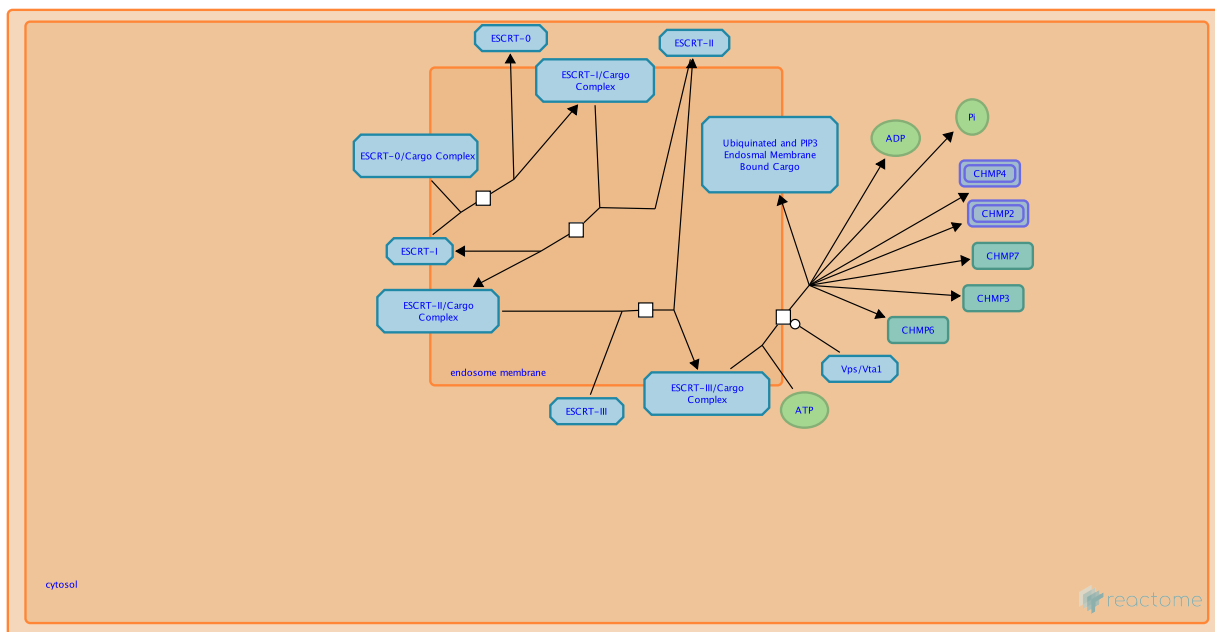 ESCRT-0
ESCRT-II
ESCRT-I/Cargo
Complex
Pi
ADP
Ubiquinated and PIP3
Endosmal Membrane
Bound Cargo
ESCRT-0/Cargo Complex
CHMP4
CHMP2
ESCRT-I
CHMP7
CHMP3
ESCRT-II/Cargo
Complex
CHMP6
endosome membrane
Vps/Vta1
ESCRT-III/Cargo
Complex
ESCRT-III
ATP
cytosol
reactome